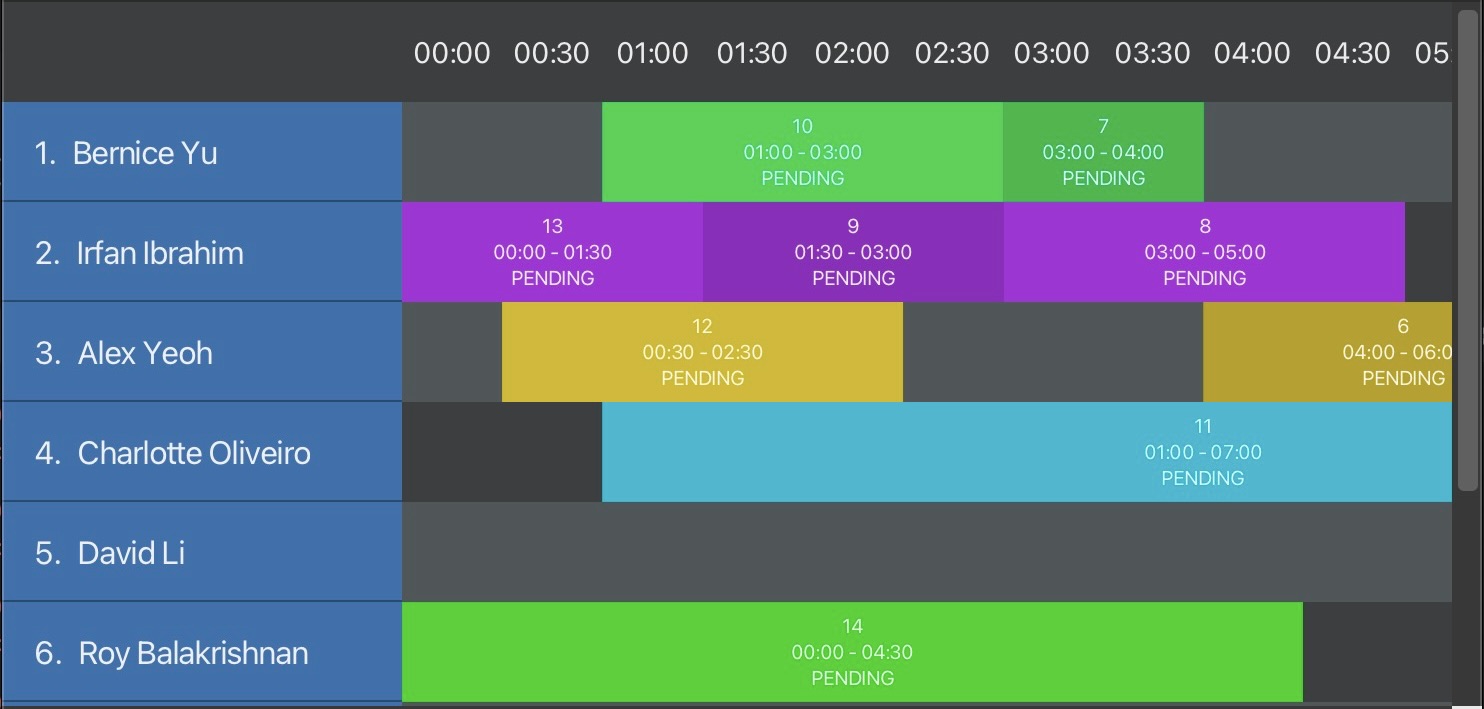 00:00 00:30 01:00 01:30 02:00 02:30 03:00 03:30 04:00 04:30 05:
1. Bernice Yu
10
01:00 - 03:00
PENDING
7
03:00 - 04:00
PENDING
2. Irfan Ibrahim
13
00:00 - 01:30
PENDING
9
01:30 - 03:00
PENDING
8
03:00 - 05:00
PENDING
3. Alex Yeoh
12
00:30 - 02:30
PENDING
6
04:00 - 06:0
PENDING
4. Charlotte Oliveiro
11
01:00 - 07:00
PENDING
5. David Li
6. Roy Balakrishnan
14
00:00 - 04:30
PENDING